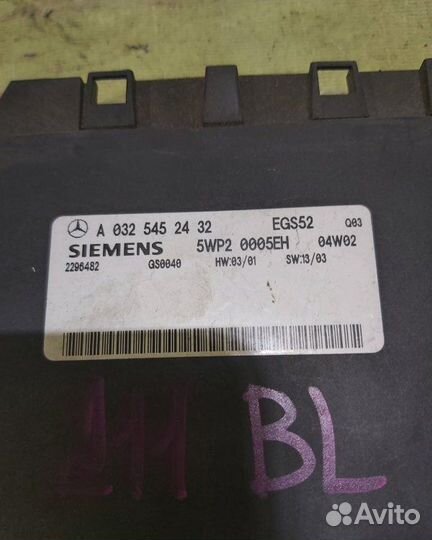 A 032 545 24 32 EGS52 Q03
SIEMENS 5WP2 0005EH 04W02
2296482 GS0040 HW:03/01 SW:13/03
211 BL
Avito